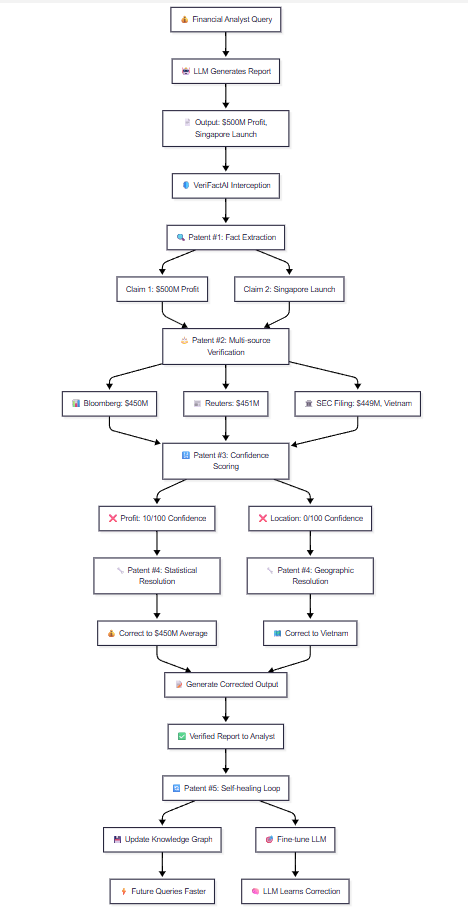 💰 Financial Analyst Query
🤖 LLM Generates Report
📄 Output: $500M Profit,
Singapore Launch
🛡️ VeriFactAI Interception
🔍 Patent #1: Fact Extraction
Claim 1: $500M Profit
Claim 2: Singapore Launch
⚖️ Patent #2: Multi-source
Verification
📊 Bloomberg: $450M
📰 Reuters: $451M
🏛️ SEC Filing: $449M, Vietnam
🔢 Patent #3: Confidence
Scoring
❌ Profit: 10/100 Confidence
❌ Location: 0/100 Confidence
🔧 Patent #4: Statistical
Resolution
🔧 Patent #4: Geographic
Resolution
💰 Correct to $450M Average
🗺️ Correct to Vietnam
📝 Generate Corrected Output
✅ Verified Report to Analyst
🔄 Patent #5: Self-healing Loop
💾 Update Knowledge Graph
🎯 Fine-tune LLM
⚡ Future Queries Faster
🧠 LLM Learns Correction